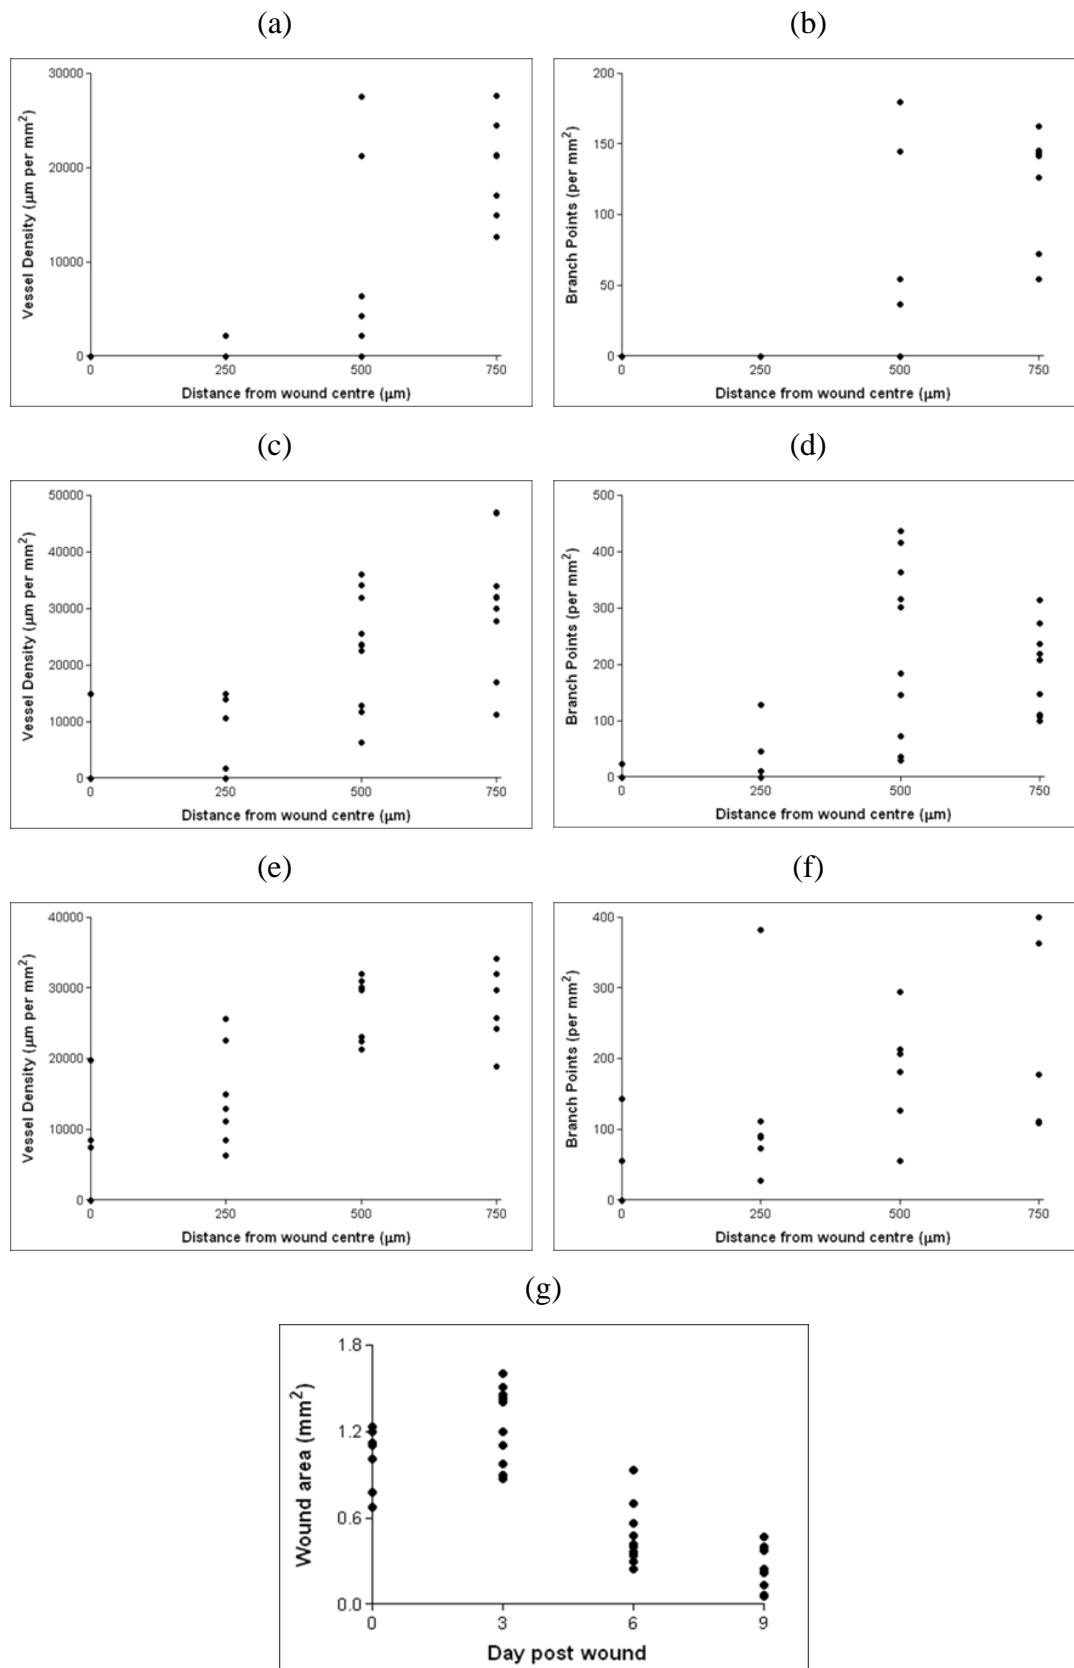 (a)
(b)
30000
20000
10000
0
0 250 500 750
Vessel Density (µm per mm²)
Distance from wound centre (µm)
200
150
100
50
0
0 250 500 750
Branch Points (per mm²)
Distance from wound centre (µm)
(c)
(d)
50000
40000
30000
20000
10000
0
0 250 500 750
Vessel Density (µm per mm²)
Distance from wound centre (µm)
500
400
300
200
100
0
0 250 500 750
Branch Points (per mm²)
Distance from wound centre (µm)
(e)
(f)
40000
30000
20000
10000
0
0 250 500 750
Vessel Density (µm per mm²)
Distance from wound centre (µm)
400
300
200
100
0
0 250 500 750
Branch Points (per mm²)
Distance from wound centre (µm)
(g)
1.8
1.2
0.6
0.0
0 3 6 9
Wound area (mm²)
Day post wound